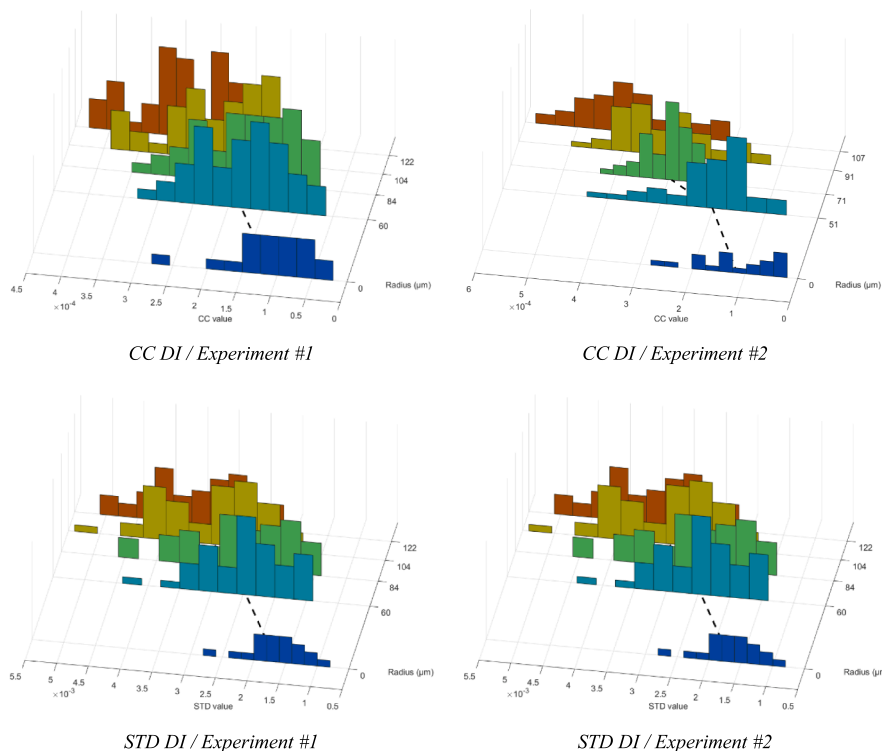 122
104
84
60
0 Radius (μm)
4.5 4 3.5 3 2.5 2 1.5 1 0.5 0
×10⁻⁴
CC value
CC DI / Experiment #1
107
91
71
51
0 Radius (μm)
6 5 4 3 2 1 0
×10⁻⁴
CC value
CC DI / Experiment #2
122
104
84
60
0 Radius (μm)
5.5 5 4.5 4 3.5 3 2.5 2 1.5 1 0.5
×10⁻³
STD value
STD DI / Experiment #1
122
104
84
60
0 Radius (μm
5.5 5 4.5 4 3.5 3 2.5 2 1.5 1 0.5
×10⁻³
STD value
STD DI / Experiment #2